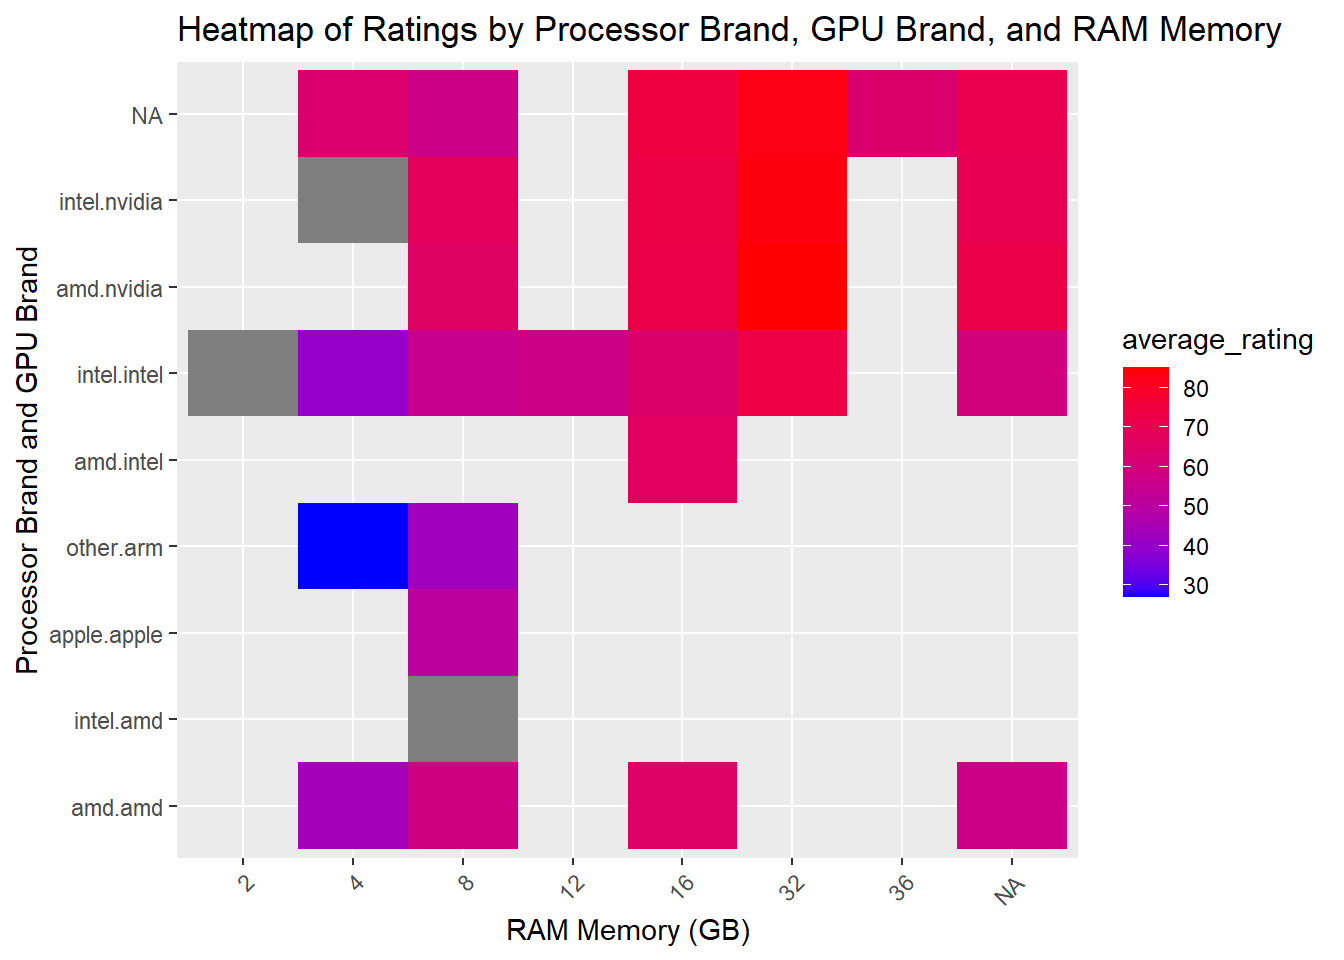 Heatmap of Ratings by Processor Brand, GPU Brand, and RAM Memory
Processor Brand and GPU Brand
NA
intel.nvidia
amd.nvidia
intel.intel
amd.intel
other.arm
apple.apple
intel.amd
amd.amd
2 4 8 12 16 32 36 NA
RAM Memory (GB)
average_rating
80
70
60
50
40
30